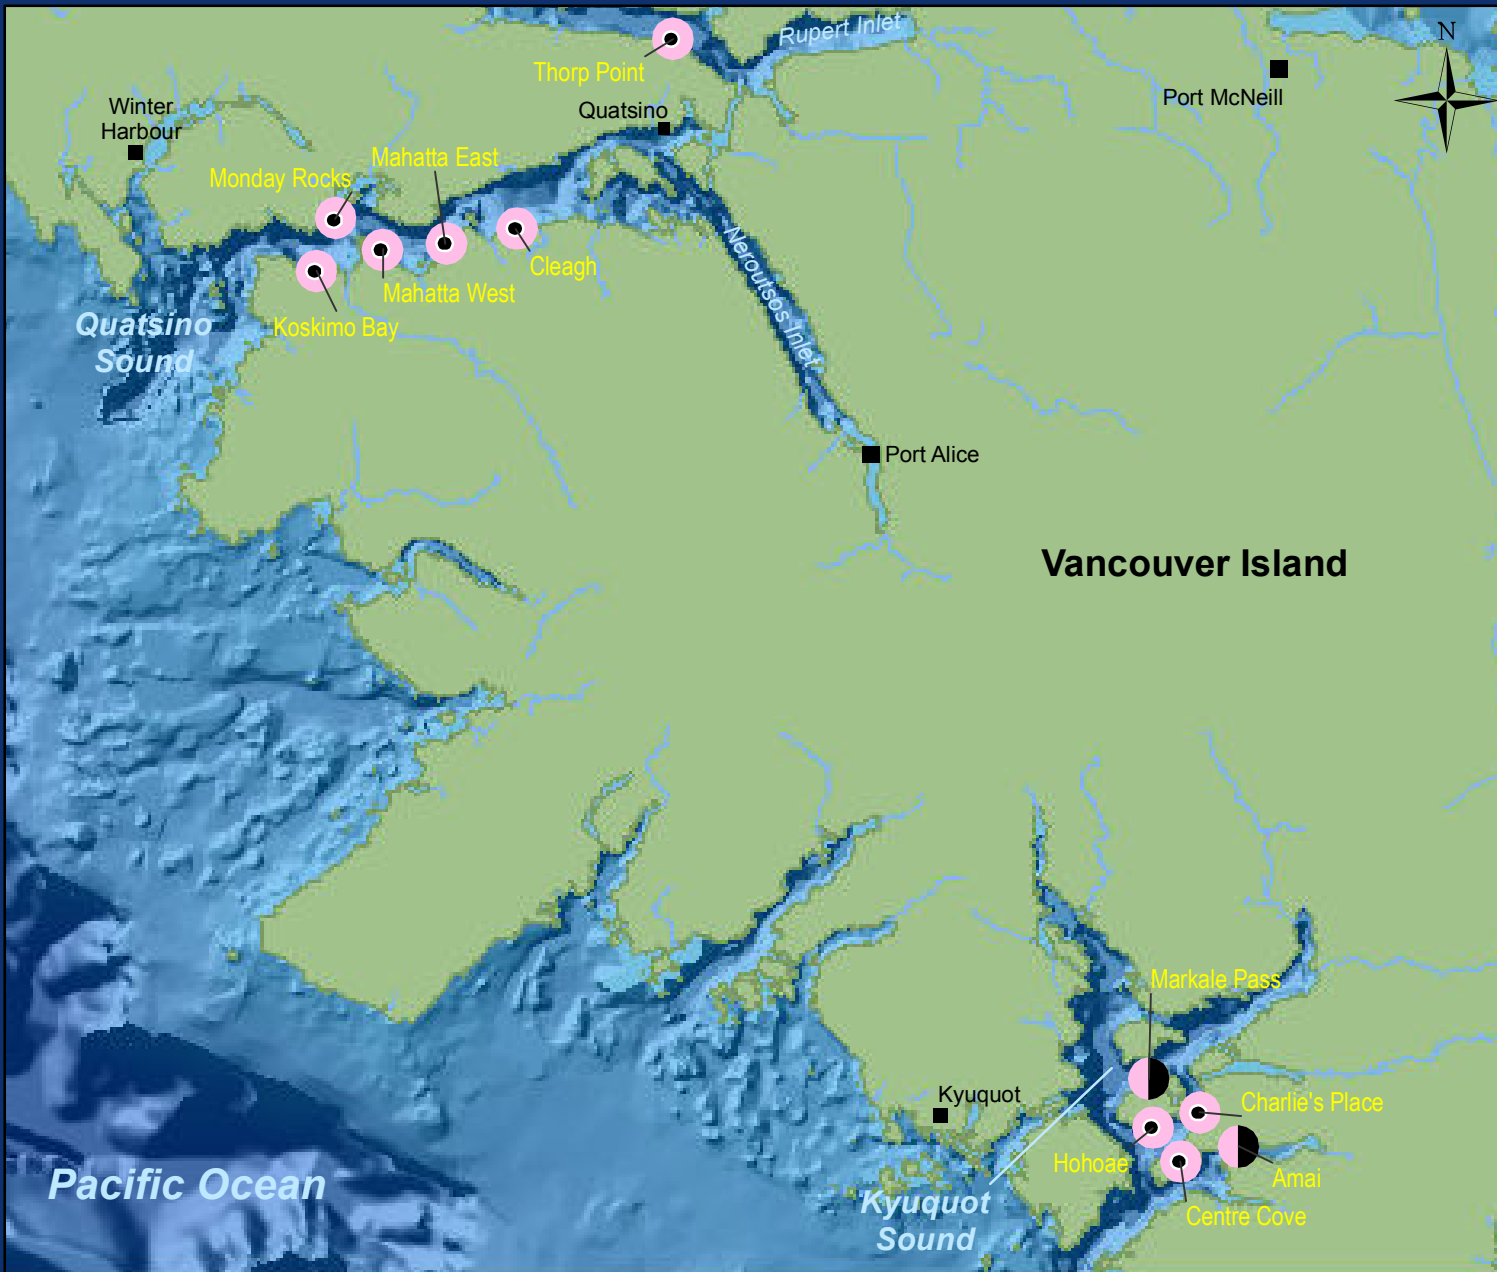 Rupert Inlet
N
Thorp Point
Port McNeill
Winter
Harbour
Quatsino
Mahatta East
Monday Rocks
Cleagh
Mahatta West
Koskimo Bay
Neroutsos Inlet
Quatsino
Sound
Port Alice
Vancouver Island
Markale Pass
Kyuquot
Charlie's Place
Hohoae
Amai
Pacific Ocean
Kyuquot
Sound
Centre Cove